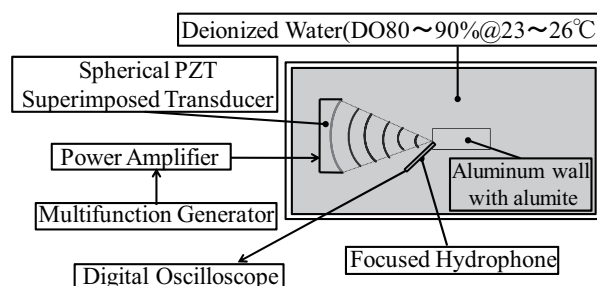 Deionized Water(DO80～90%@23～26℃
Spherical PZT
Superimposed Transducer
Power Amplifier
Aluminum wall
with alumite
Multifunction Generator
Focused Hydrophone
Digital Oscilloscope